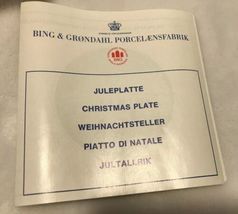 BING & GRØNDAHL PORCELÆNSFABRIK
JULEPLATTE
CHRISTMAS PLATE
WEIHNACHTSTELLER
PIATTO DI NATALE
JULTALLRIK